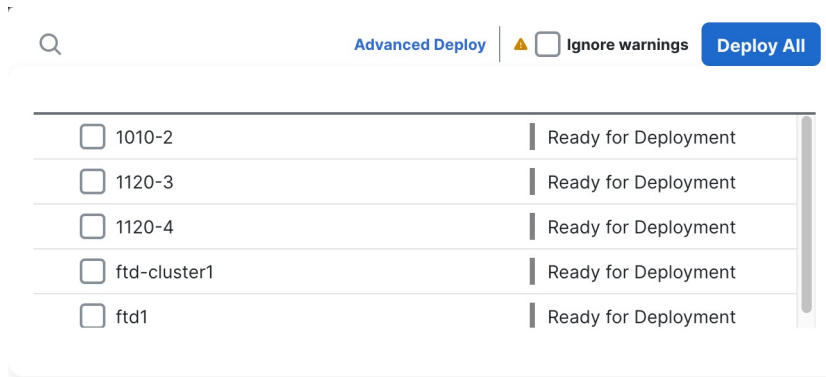 Advanced Deploy Ignore warnings Deploy All
1010-2 Ready for Deployment
1120-3 Ready for Deployment
1120-4 Ready for Deployment
ftd-cluster1 Ready for Deployment
ftd1 Ready for Deployment